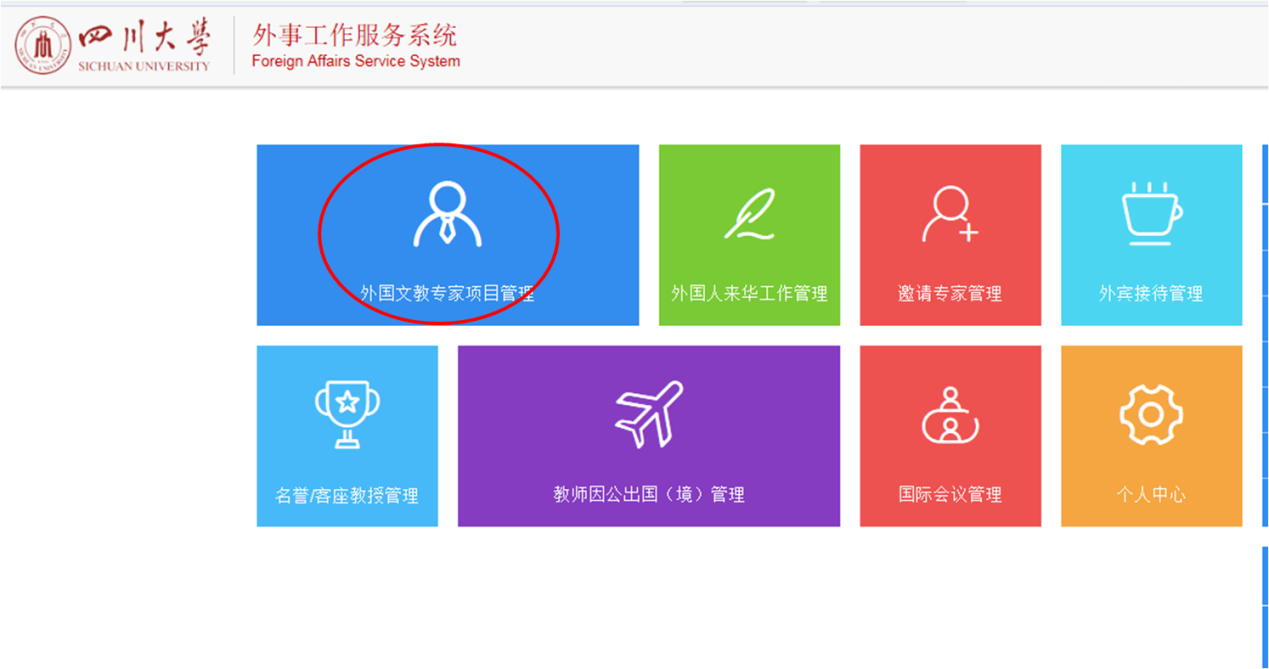 四川大学
SICHUAN UNIVERSITY
外事工作服务系统
Foreign Affairs Service System
外国文教专家项目管理
外国人来华工作管理
邀请专家管理
外宾接待管理
名誉/客座教授管理
教师因公出国（境）管理
国际会议管理
个人中心